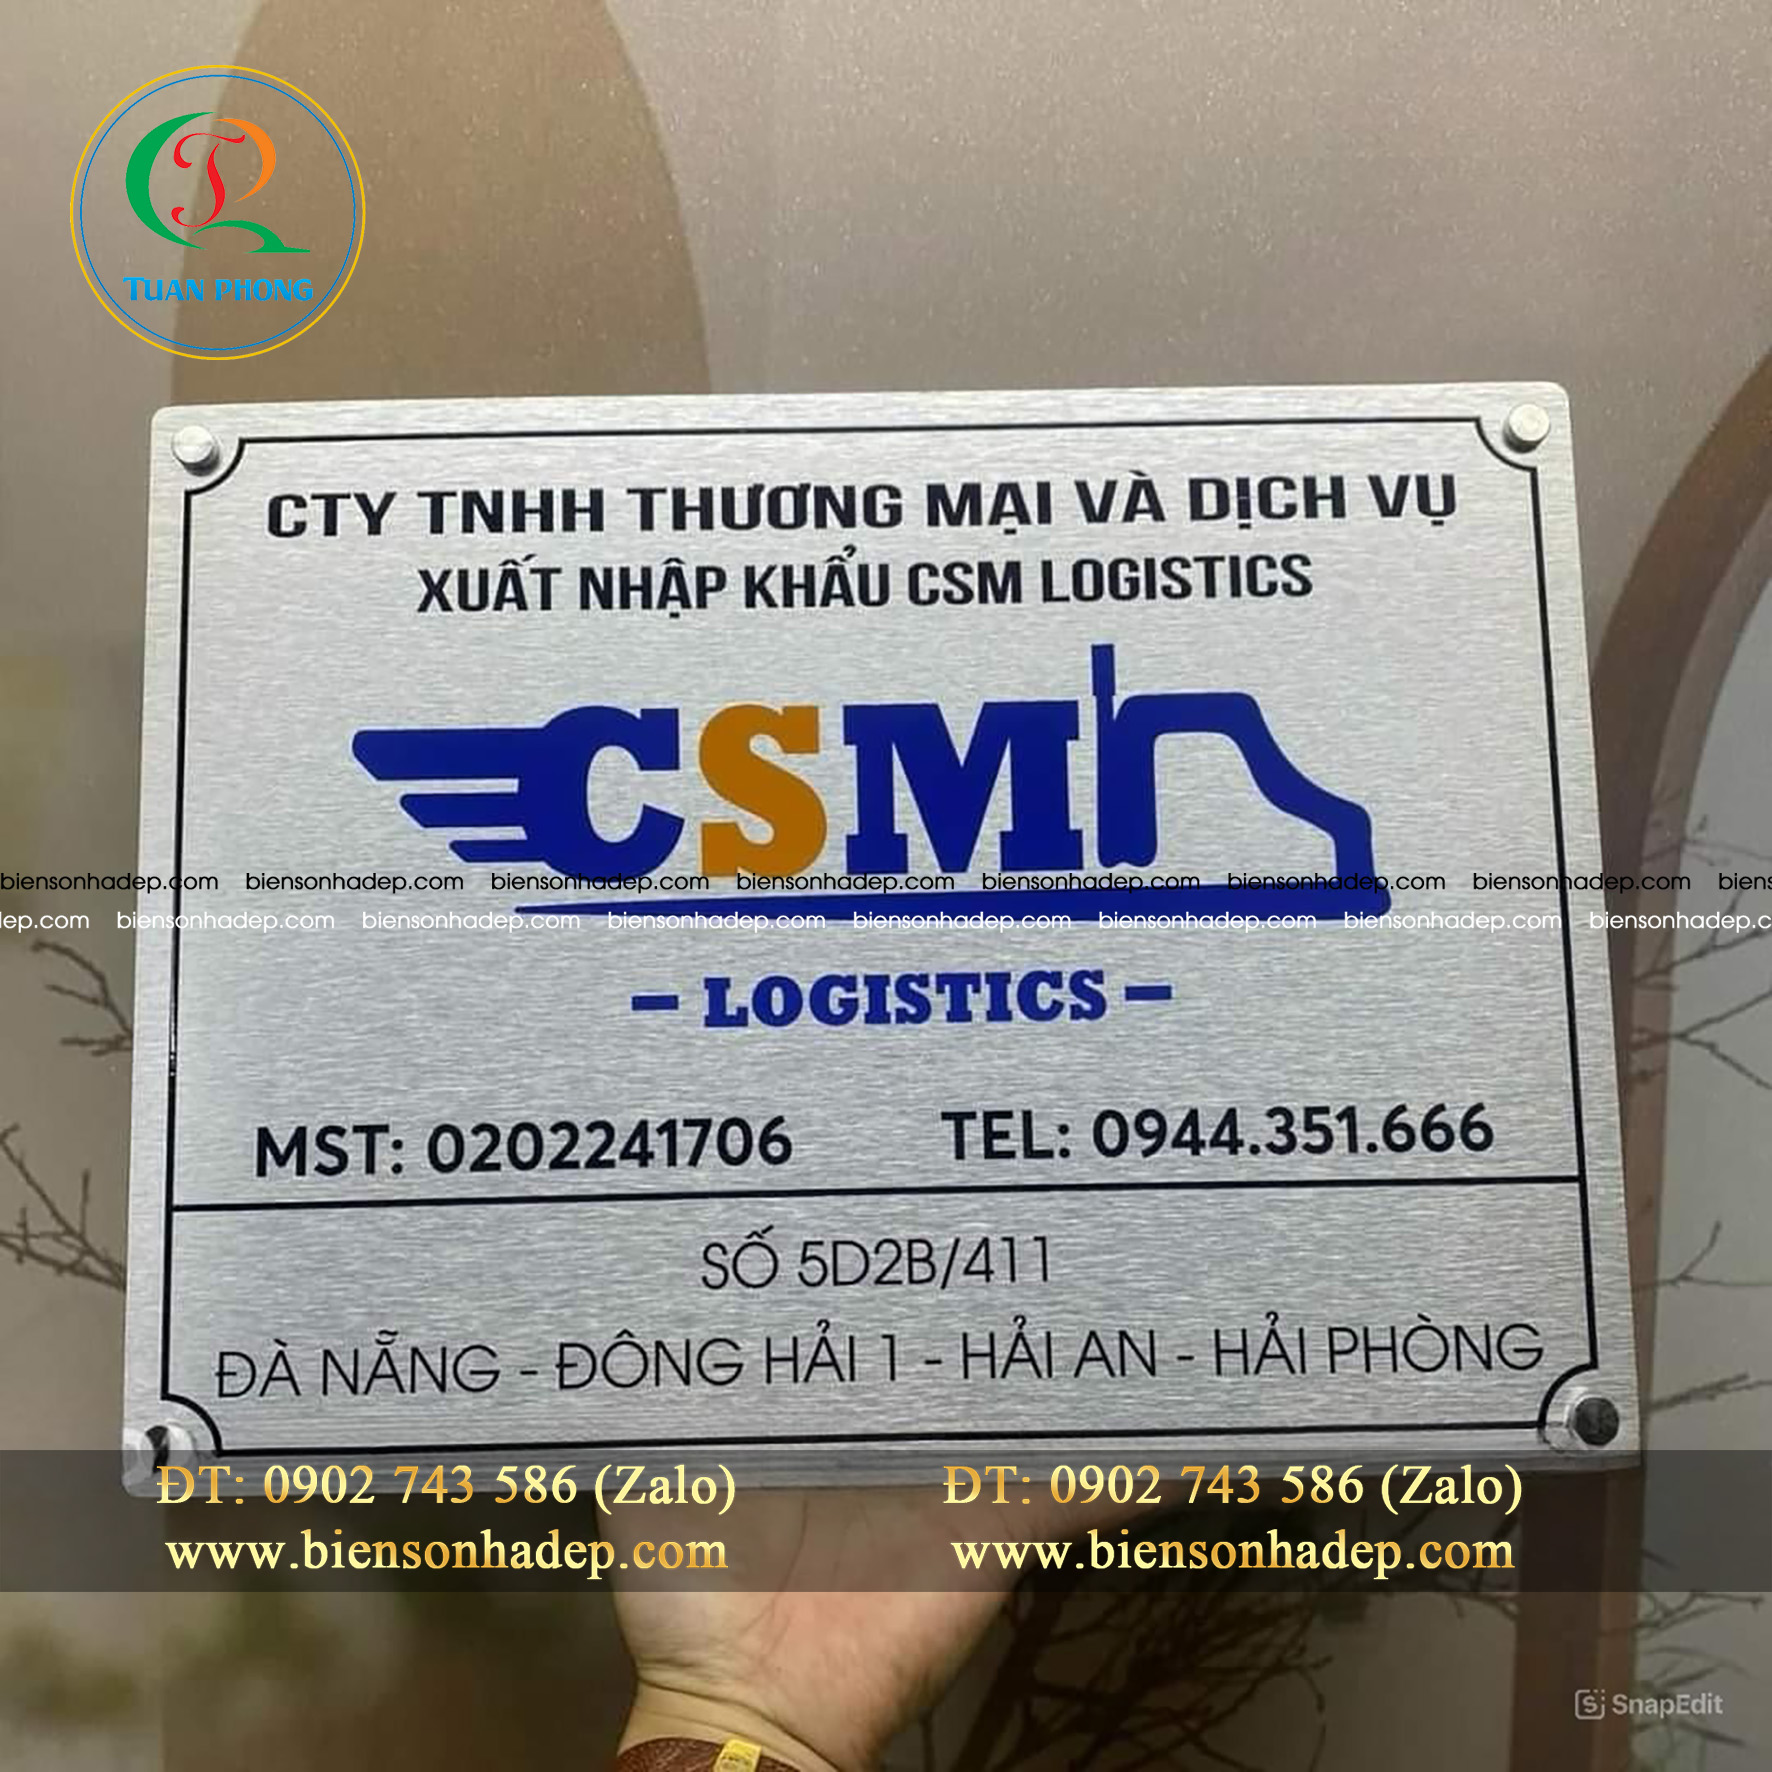 TUAN PHONG
CTY TNHH THƯƠNG MẠI VÀ DỊCH VỤ
XUẤT NHẬP KHẨU CSM LOGISTICS
CSM
biensonhadep.com biensonhadep.com biensonhadep.com biensonhadep.com biensonhadep.com biensonhadep.com biensonhadep.com biens
dep.com biensonhadep.com biensonhadep.com biensonhadep.com biensonhadep.com biensonhadep.com biensonhadep.com biensonhadep.c
- LOGISTICS -
MST: 0202241706 TEL: 0944.351.666
SỐ 5D2B/411
ĐÀ NẴNG - ĐÔNG HẢI 1 - HẢI AN - HẢI PHÒNG
ĐT: 0902 743 586 (Zalo) ĐT: 0902 743 586 (Zalo)
www.biensonhadep.com www.biensonhadep.com
SnapEdit